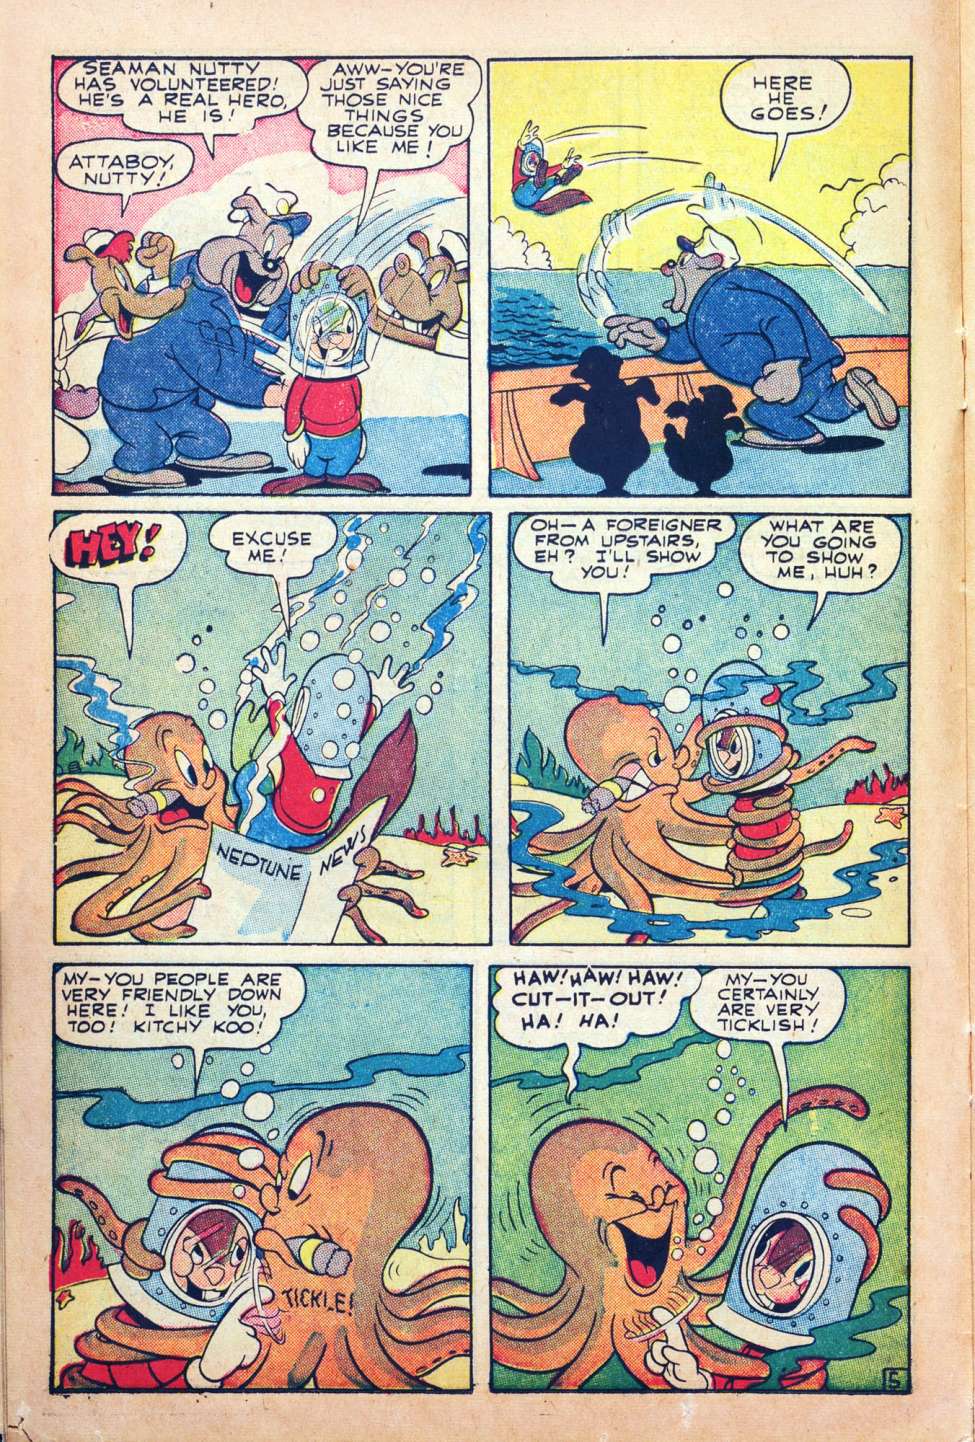 SEAMAN NUTTY
HAS VOLUNTEERED!
HE'S A REAL HERO,
HE IS!
ATTABOY,
NUTTY!
AWW—YOU'RE
JUST SAYING
THOSE NICE
THINGS
BECAUSE YOU
LIKE ME!
HERE
HE
GOES!
HEY!
EXCUSE
ME!
NEPTUNE NEWS
OH—A FOREIGNER
FROM UPSTAIRS,
EH? I'LL SHOW
YOU!
WHAT ARE
YOU GOING
TO SHOW
ME, HUH?
MY—YOU PEOPLE ARE
VERY FRIENDLY DOWN
HERE! I LIKE YOU,
TOO! KITCHY KOO!
TICKLE!
HAW! HAW! HAW!
CUT—IT—OUT!
HA! HA!
MY—YOU
CERTAINLY
ARE VERY
TICKLISH!
5